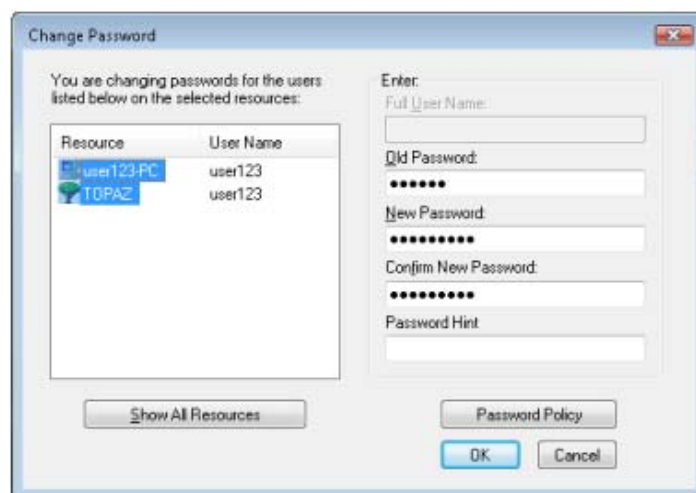 Change Password
You are changing passwords for the users
listed below on the selected resources:
Resource User Name
user123-PC user123
TOPAZ user123
Show All Resources
Enter:
Full User Name:
Old Password:
●●●●●●
New Password:
●●●●●●●●●
Confirm New Password:
●●●●●●●●●
Password Hint
Password Policy
OK Cancel